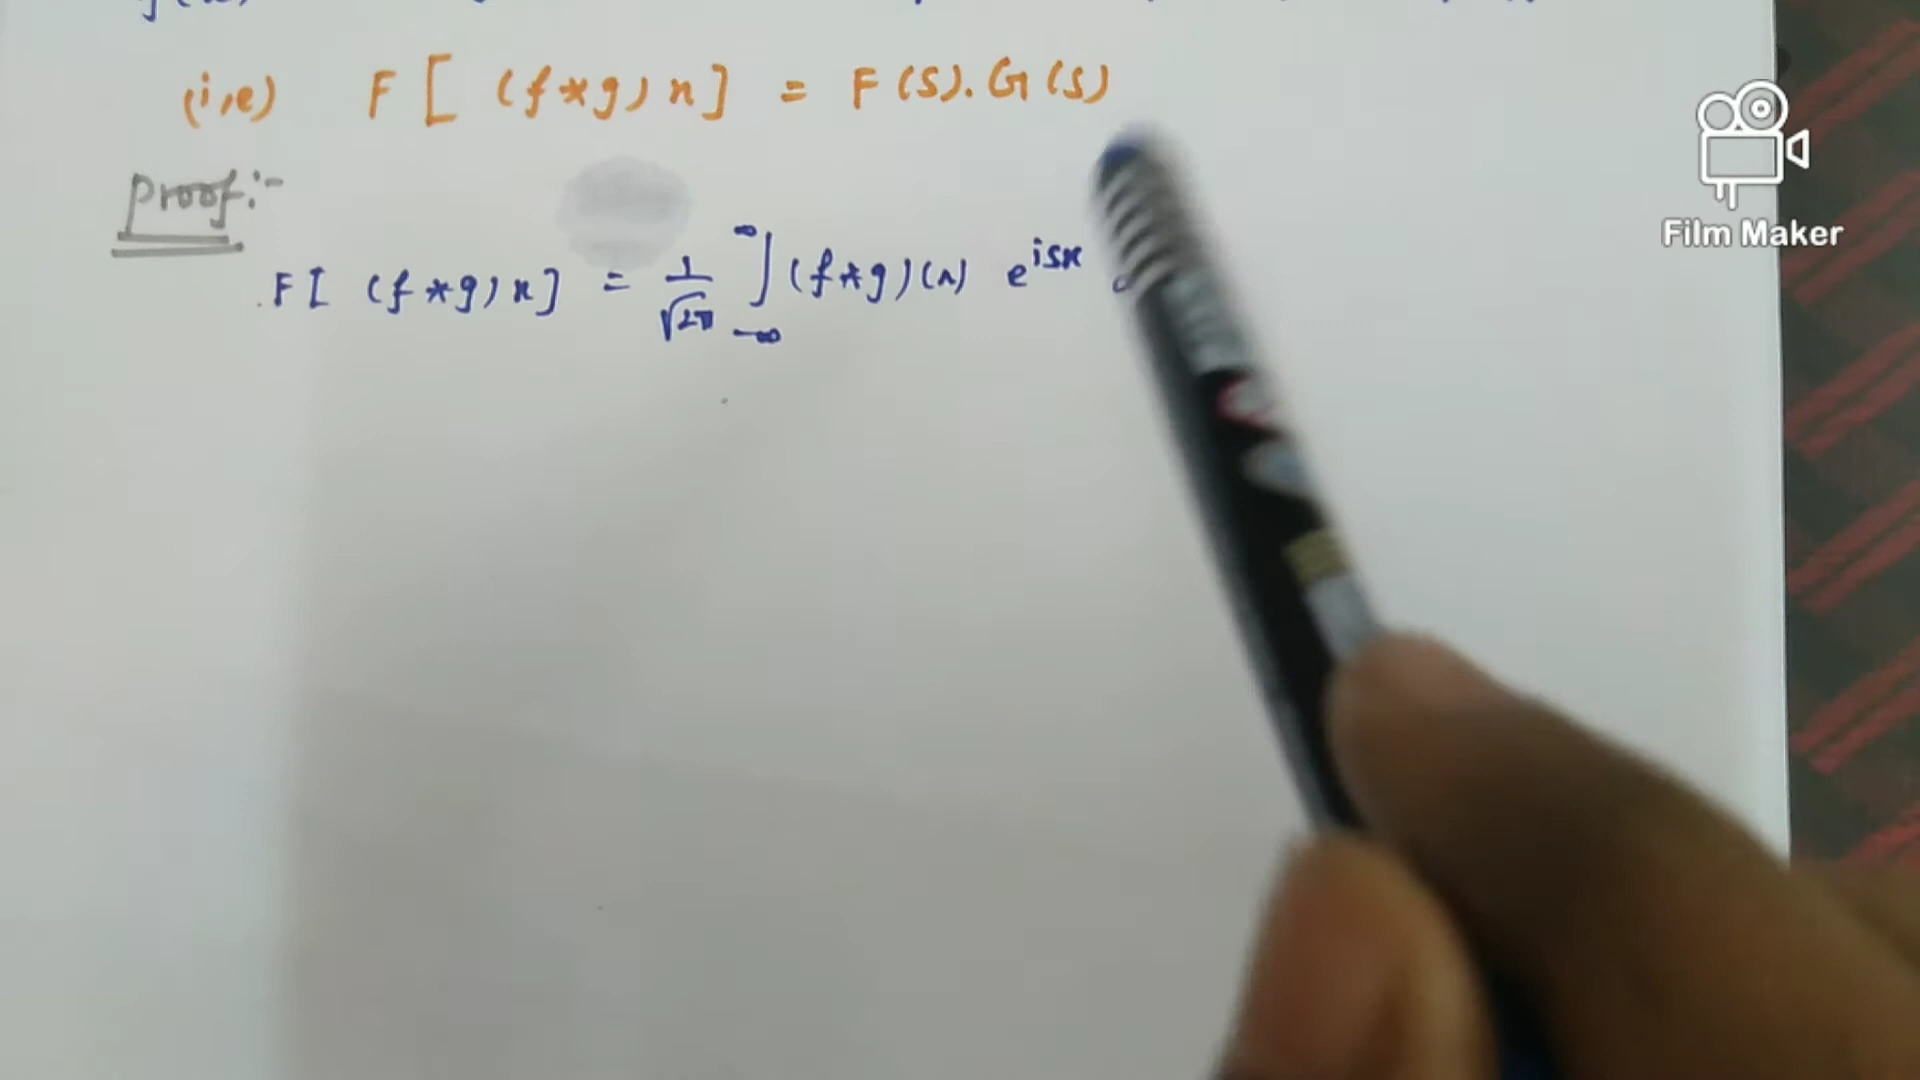 (i,e) F [ (f*g) x ] = F(S). G(S)
Proof:-
F[ (f*g) x ] = 1/√2π ∞∫-∞ (f*g)(x) e^isx
Film Maker